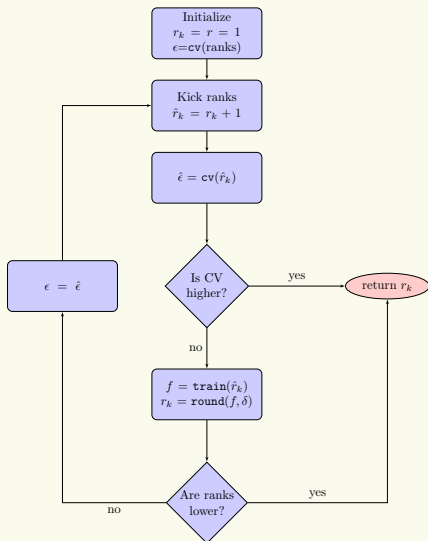 Initialize
r_k = r = 1
ϵ=cv(ranks)
Kick ranks
r̂_k = r_k + 1
ϵ̂ = cv(r̂_k)
Is CV
higher?
yes
return r_k
ϵ = ϵ̂
no
f = train(r̂_k)
r_k = round(f, δ)
Are ranks
lower?
no
yes